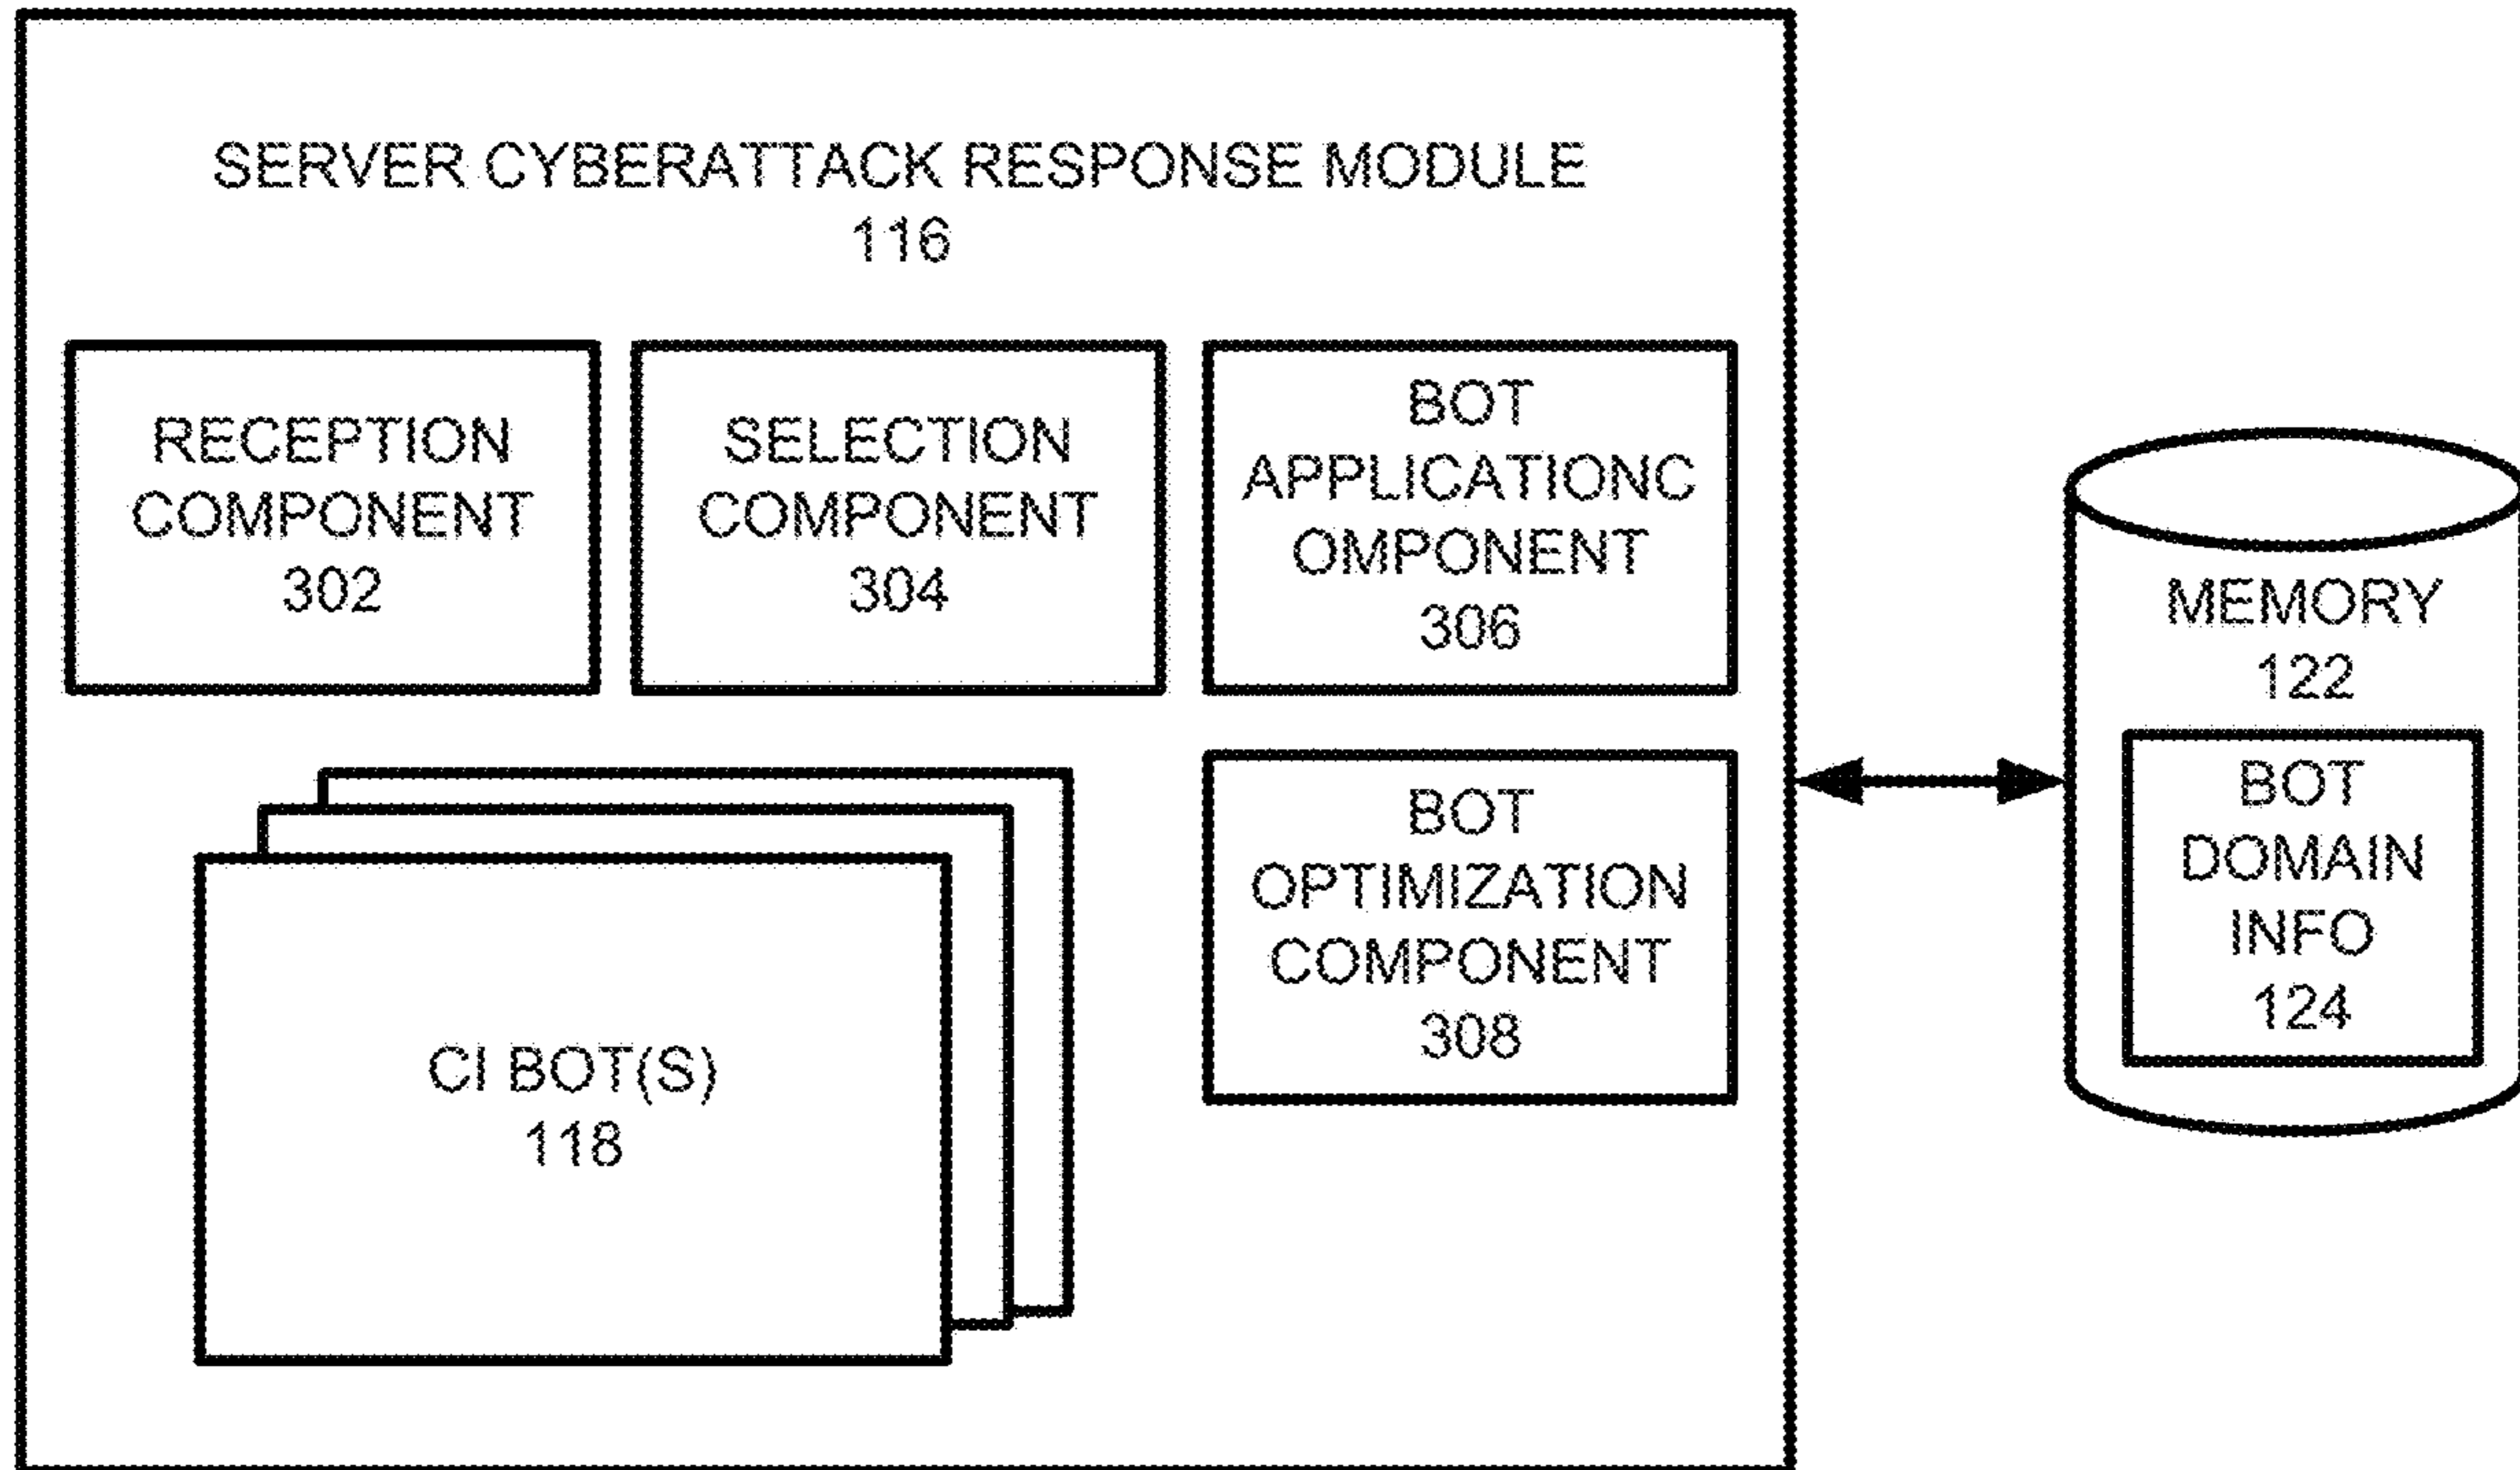 SERVER CYBERATTACK RESPONSE MODULE
116
RECEPTION
COMPONENT
302
SELECTION
COMPONENT
304
BOT
APPLICATIONC
OMPONENT
306
CI BOT(S)
118
BOT
OPTIMIZATION
COMPONENT
308
MEMORY
122
BOT
DOMAIN
INFO
124